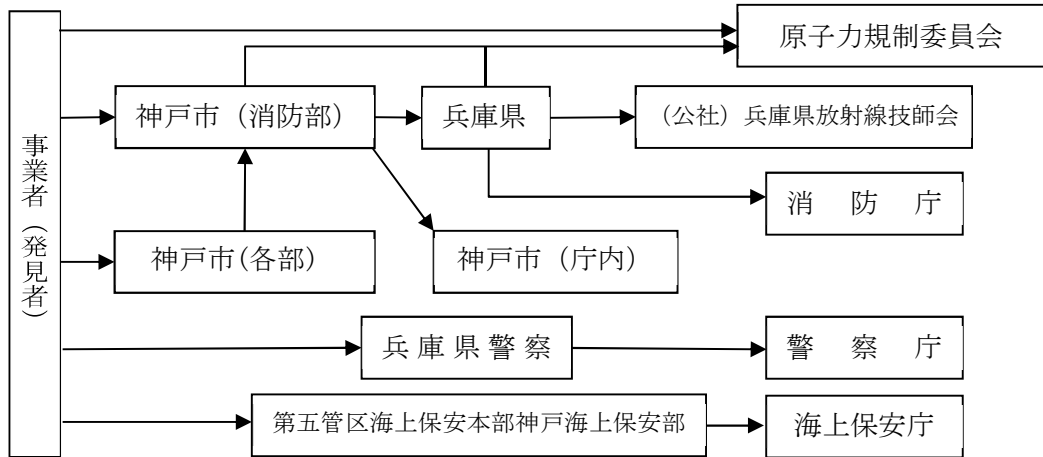 事業者（発見者）
原子力規制委員会
神戸市（消防部）
兵庫県
（公社）兵庫県放射線技師会
消防庁
神戸市(各部）
神戸市（庁内）
兵庫県警察
警察庁
第五管区海上保安本部神戸海上保安部
海上保安庁